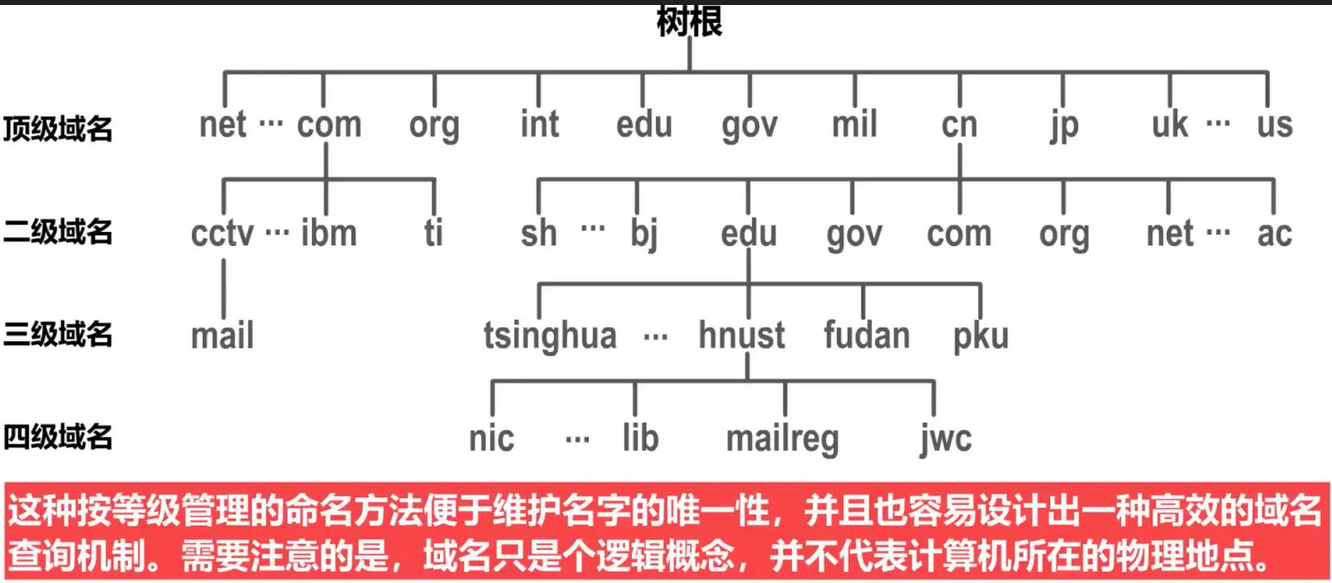 树根
顶级域名 net ... com org int edu gov mil cn jp uk ... us
二级域名 cctv ... ibm ti sh ... bj edu gov com org net ... ac
三级域名 mail tsinghua ... hnust fudan pku
四级域名 nic ... lib mailreg jwc
这种按等级管理的命名方法便于维护名字的唯一性，并且也容易设计出一种高效的域名
查询机制。需要注意的是，域名只是个逻辑概念，并不代表计算机所在的物理地点。